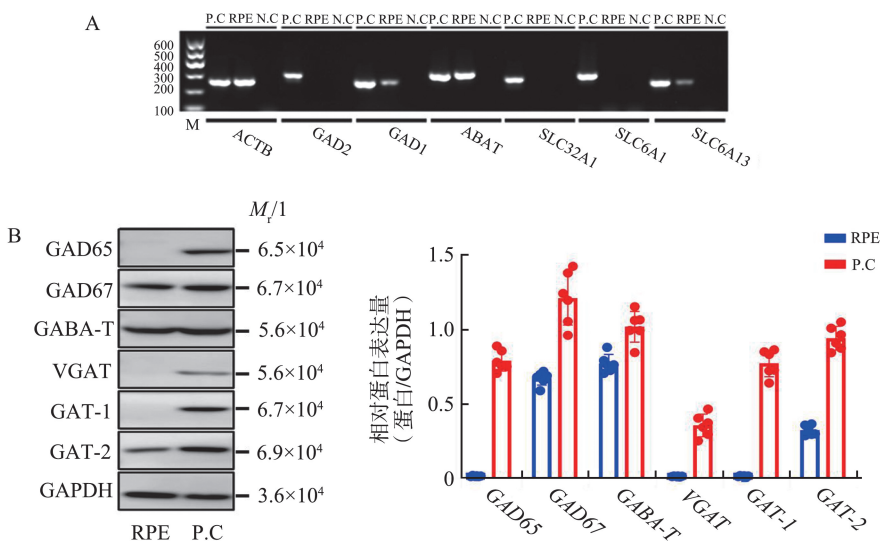 A
P.C RPE N.C P.C RPE N.C P.C RPE N.C P.C RPE N.C P.C RPE N.C P.C RPE N.C P.C RPE N.C
600
500
400
300
200
100
M
ACTB
GAD2
GAD1
ABAT
SLC32A1
SLC6A1
SLC6A13
B
Mr/1
GAD65 6.5×10⁴
GAD67 6.7×10⁴
GABA-T 5.6×10⁴
VGAT 5.6×10⁴
GAT-1 6.7×10⁴
GAT-2 6.9×10⁴
GAPDH 3.6×10⁴
RPE P.C
RPE
P.C
相对蛋白表达量
（蛋白/GAPDH）
1.5
1.0
0.5
0
GAD65
GAD67
GABA-T
VGAT
GAT-1
GAT-2